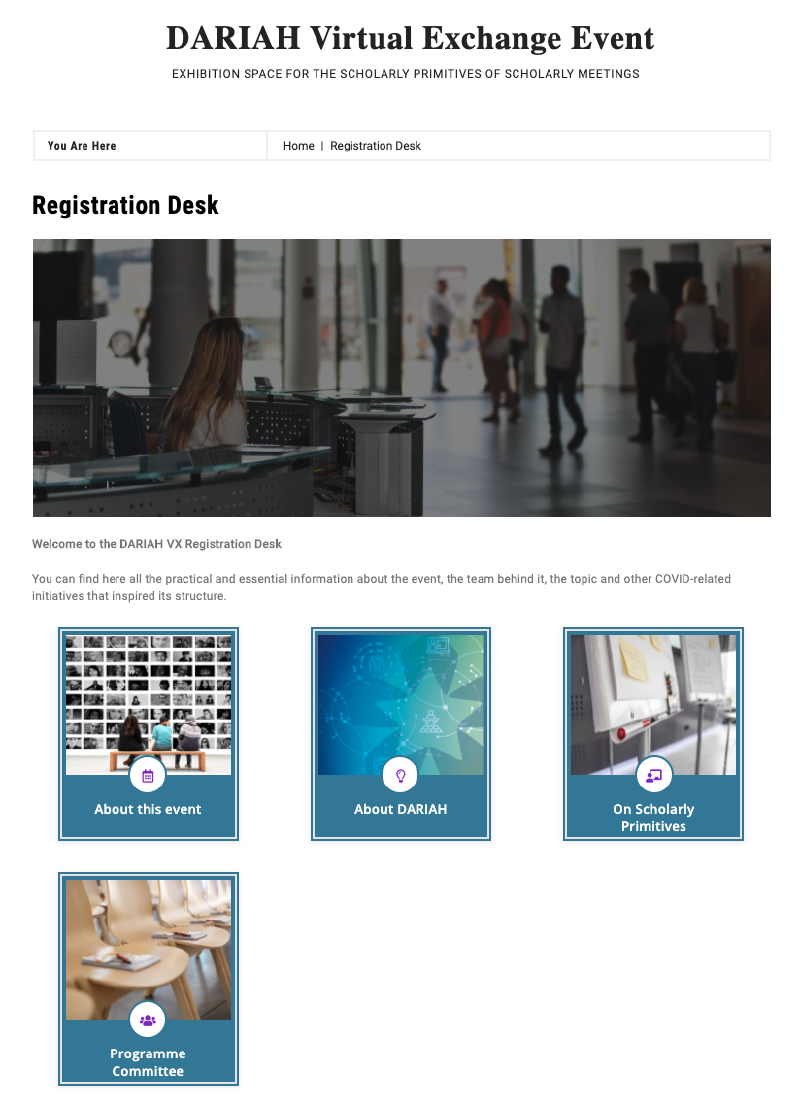 DARIAH Virtual Exchange Event
EXHIBITION SPACE FOR THE SCHOLARLY PRIMITIVES OF SCHOLARLY MEETINGS
You Are Here
Home | Registration Desk
Registration Desk
Welcome to the DARIAH VX Registration Desk
You can find here all the practical and essential information about the event, the team behind it, the topic and other COVID-related
initiatives that inspired its structure.
About this event
About DARIAH
On Scholarly
Primitives
Programme
Committee